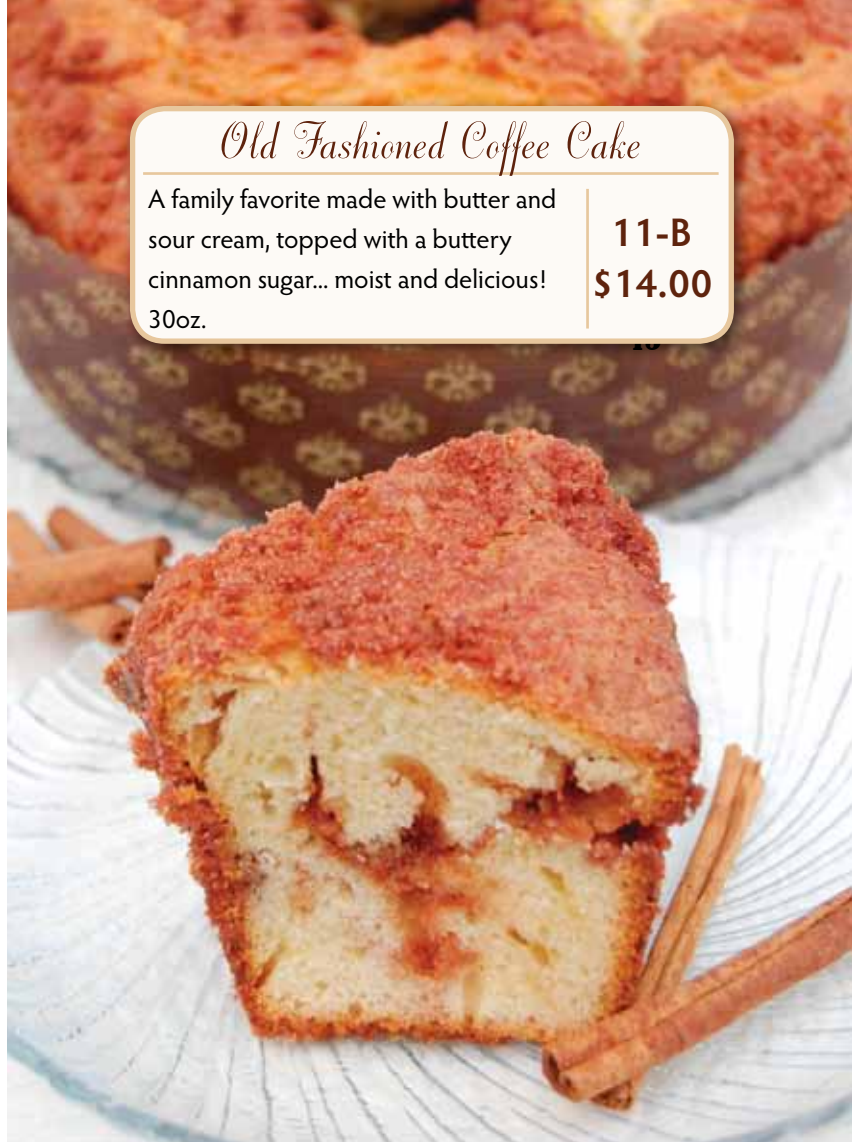 Old Fashioned Coffee Cake
A family favorite made with butter and
sour cream, topped with a buttery
cinnamon sugar... moist and delicious!
30oz.
11-B
$14.00